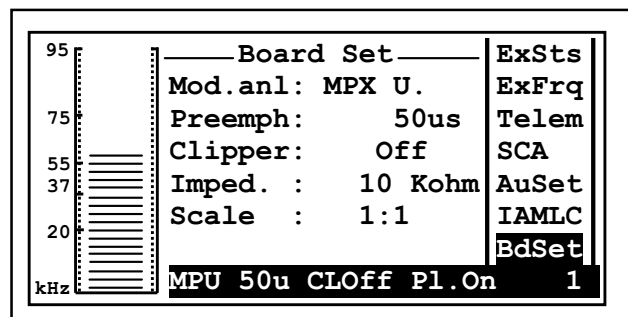 95
75
55
37
20
kHz
Board Set
Mod.anl: MPX U.
Preemph: 50us
Clipper: Off
Imped. : 10 Kohm
Scale : 1:1
ExSts
ExFrq
Telem
SCA
AuSet
IAMLC
BdSet
MPU 50u CLOff Pl.On 1